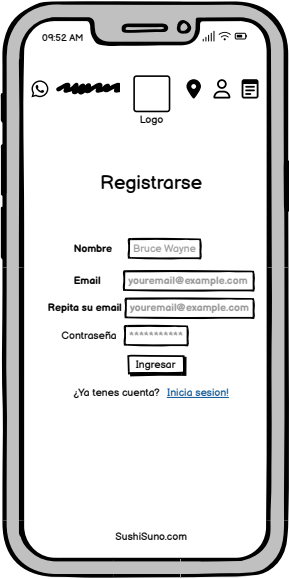 09:52 AM
Logo
Registrarse
Nombre Bruce Wayne
Email youremail@example.com
Repita su email youremail@example.com
Contraseña ***********
Ingresar
¿Ya tenes cuenta? Inicia sesion!
SushiSuno.com